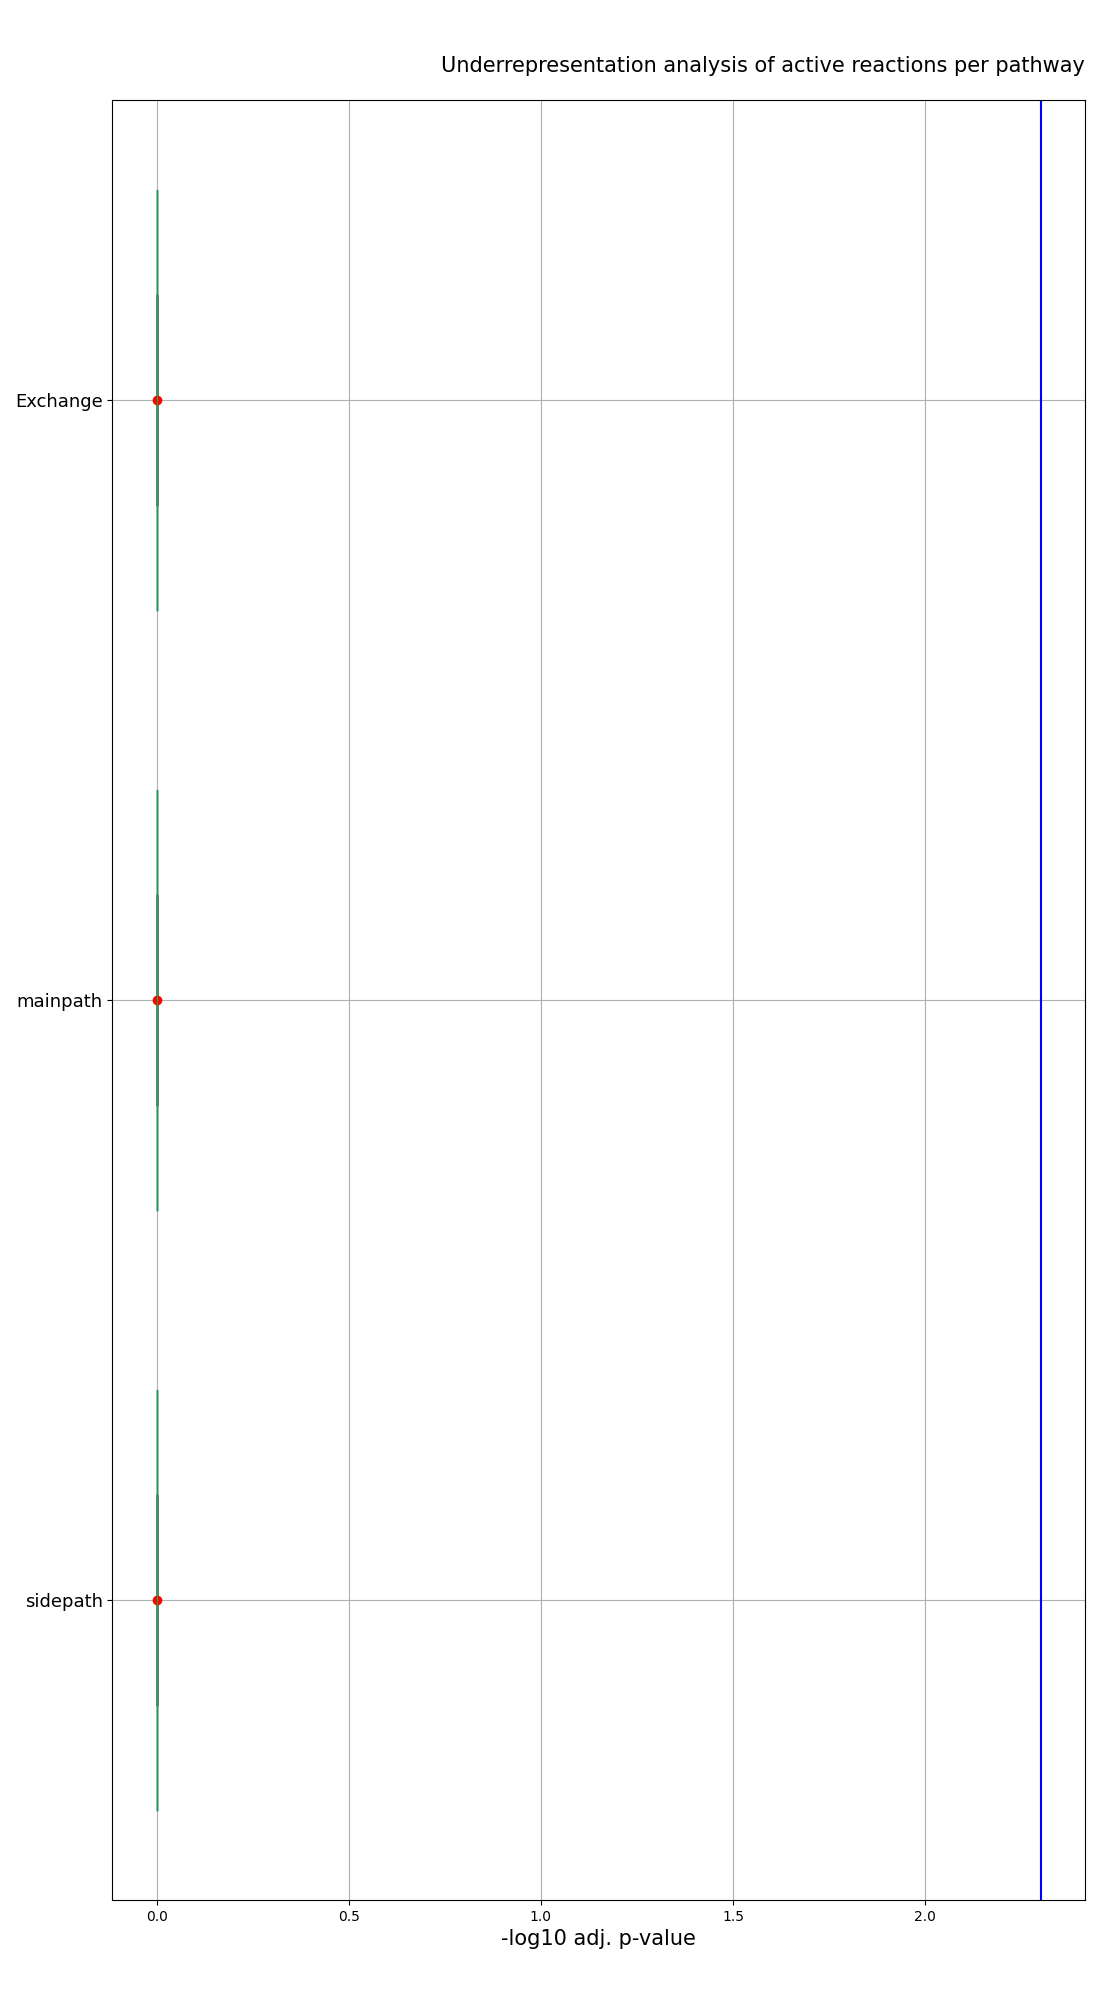 Underrepresentation analysis of active reactions per pathway
Exchange
mainpath
sidepath
0.0 0.5 1.0 1.5 2.0
-log10 adj. p-value